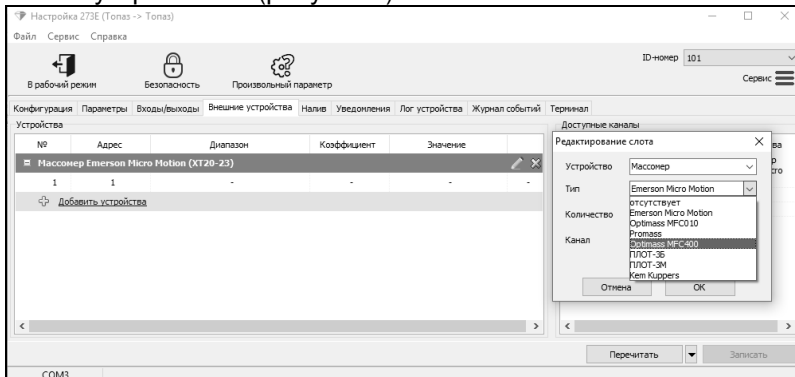 Настройка 273E (Топаз -> Топаз)
Файл Сервис Справка
В рабочий режим Безопасность Произвольный параметр
ID-номер 101
Сервис
Конфигурация Параметры Входы/выходы Внешние устройства Налив Уведомления Лог устройства Журнал событий Терминал
Устройства
№ Адрес Диапазон Коэффициент Значение
Массомер Emerson Micro Motion (XT20-23)
1 1 - - - -
Добавить устройства
Доступные каналы
Редактирование слота
Устройство Массомер
Тип Emerson Micro Motion
отсутствует
Emerson Micro Motion
Optimass MFC010
Promass
Optimass MFC400
ПЛОТ-3Б
ПЛОТ-3М
Kem Kuppers
Количество
Канал
Отмена ОК
Перечитать Записать
COM3